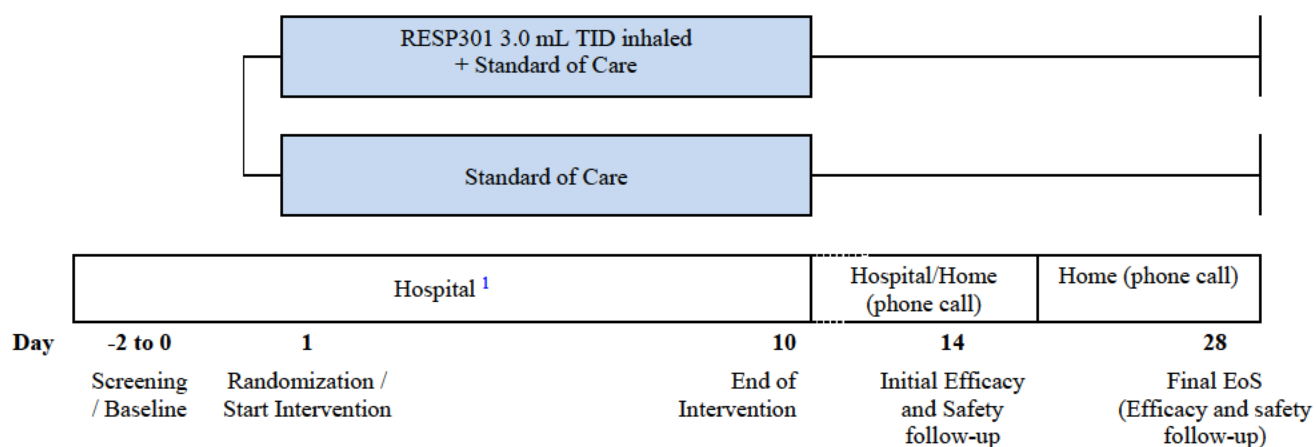 RESP301 3.0 mL TID inhaled
+ Standard of Care
Standard of Care
Hospital 1
Hospital/Home
(phone call)
Home (phone call)
Day -2 to 0 1 10 14 28
Screening
/ Baseline
Randomization /
Start Intervention
End of
Intervention
Initial Efficacy
and Safety
follow-up
Final EoS
(Efficacy and safety
follow-up)